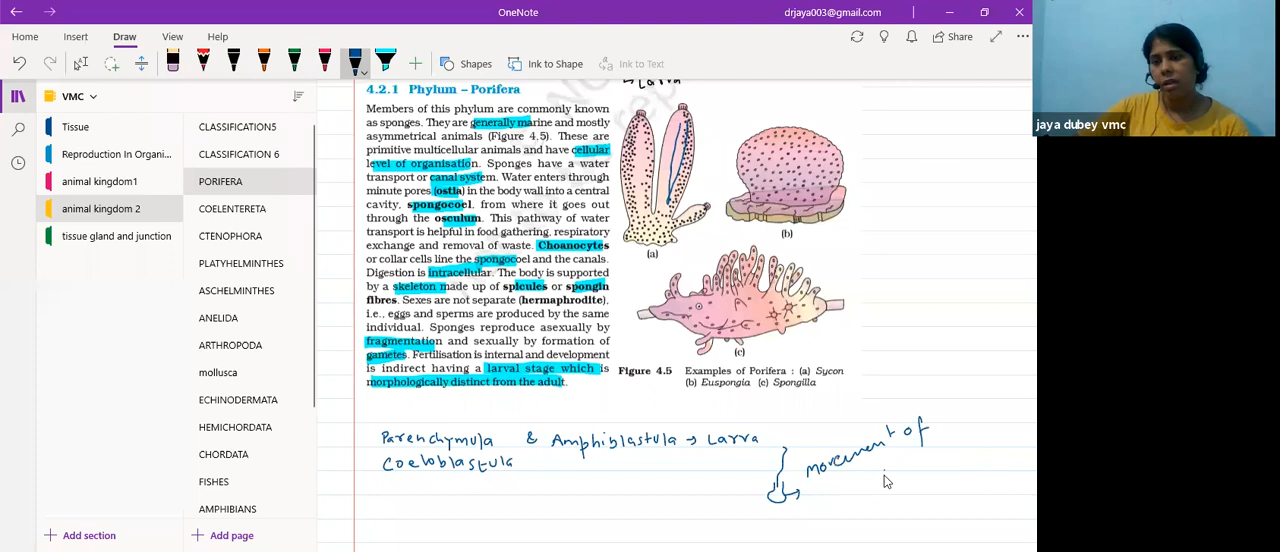 OneNote
drjaya003@gmail.com
Home Insert Draw View Help
Share
Shapes Ink to Shape Ink to Text
VMC
Tissue
Reproduction In Organi...
animal kingdom1
animal kingdom 2
tissue gland and junction
CLASSIFICATION5
CLASSIFICATION 6
PORIFERA
COELENTERETA
CTENOPHORA
PLATYHELMINTHES
ASCHELMINTHES
ANELIDA
ARTHROPODA
mollusca
ECHINODERMATA
HEMICHORDATA
CHORDATA
FISHES
AMPHIBIANS
Add section
Add page
→ Larva
4.2.1 Phylum – Porifera
Members of this phylum are commonly known
as sponges. They are generally marine and mostly
asymmetrical animals (Figure 4.5). These are
primitive multicellular animals and have cellular
level of organisation. Sponges have a water
transport or canal system. Water enters through
minute pores (ostia) in the body wall into a central
cavity, spongocoel, from where it goes out
through the osculum. This pathway of water
transport is helpful in food gathering, respiratory
exchange and removal of waste. Choanocytes
or collar cells line the spongocoel and the canals.
Digestion is intracellular. The body is supported
by a skeleton made up of spicules or spongin
fibres. Sexes are not separate (hermaphrodite),
i.e., eggs and sperms are produced by the same
individual. Sponges reproduce asexually by
fragmentation and sexually by formation of
gametes. Fertilisation is internal and development
is indirect having a larval stage which is
morphologically distinct from the adult.
(a)
(b)
(c)
Figure 4.5 Examples of Porifera : (a) Sycon
(b) Euspongia (c) Spongilla
Parenchymula & Amphiblastula → Larva
Coeloblastula
movement of
jaya dubey vmc